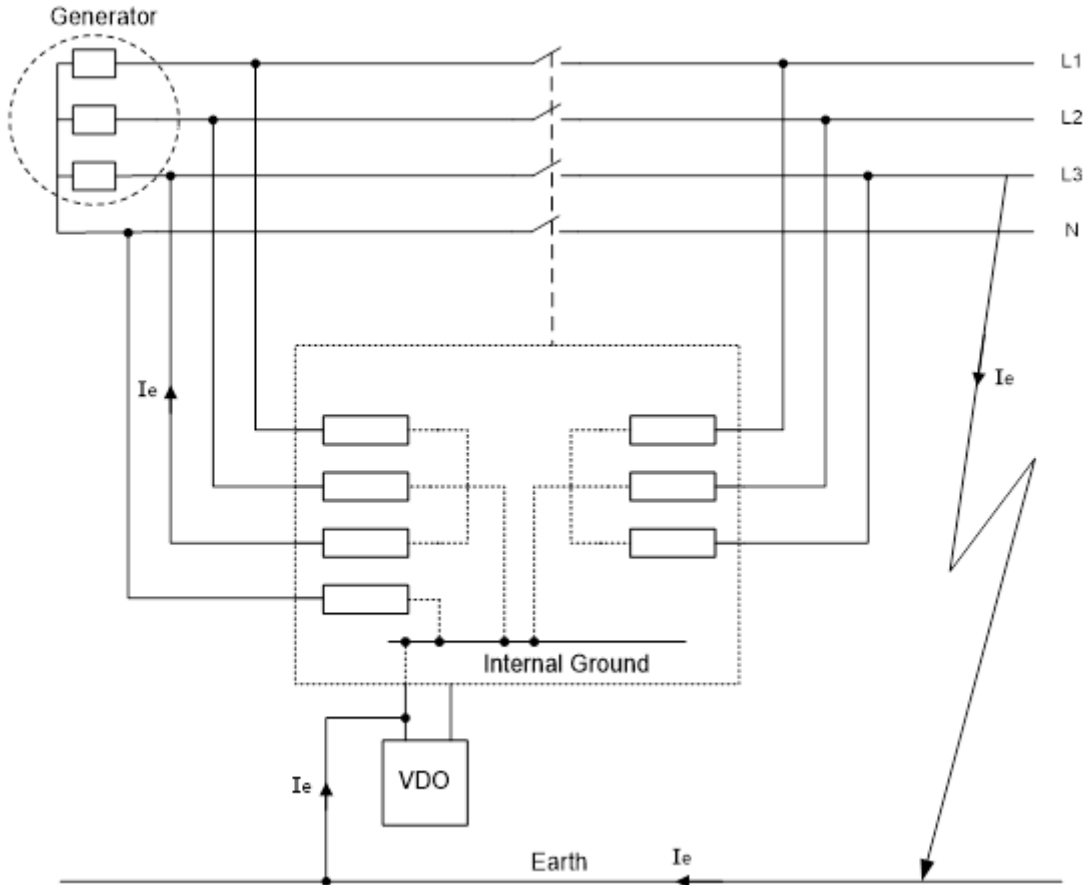 Generator
L1
L2
L3
N
Ie
Ie
Internal Ground
VDO
Ie
Earth
Ie